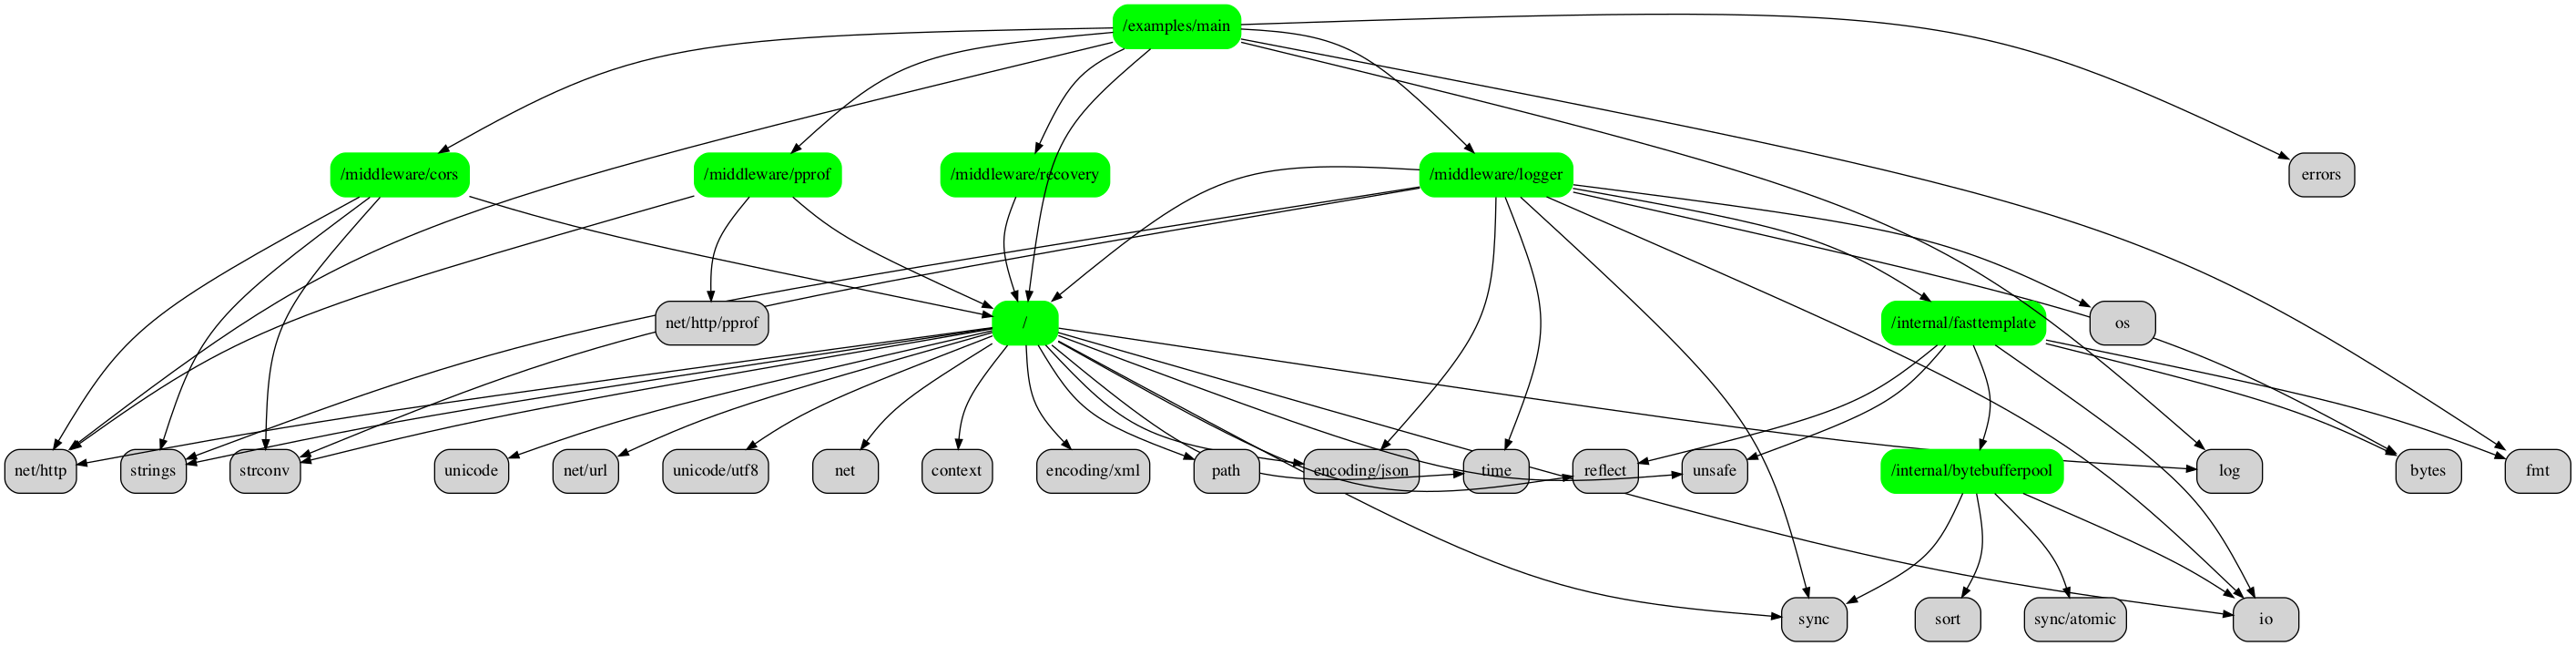 /examples/main
/middleware/cors
/middleware/pprof
/middleware/recovery
/middleware/logger
errors
net/http/pprof
/
/internal/fasttemplate
os
net/http
strings
strconv
unicode
net/url
unicode/utf8
net
context
encoding/xml
path
encoding/json
time
reflect
unsafe
/internal/bytebufferpool
log
bytes
fmt
sync
sort
sync/atomic
io